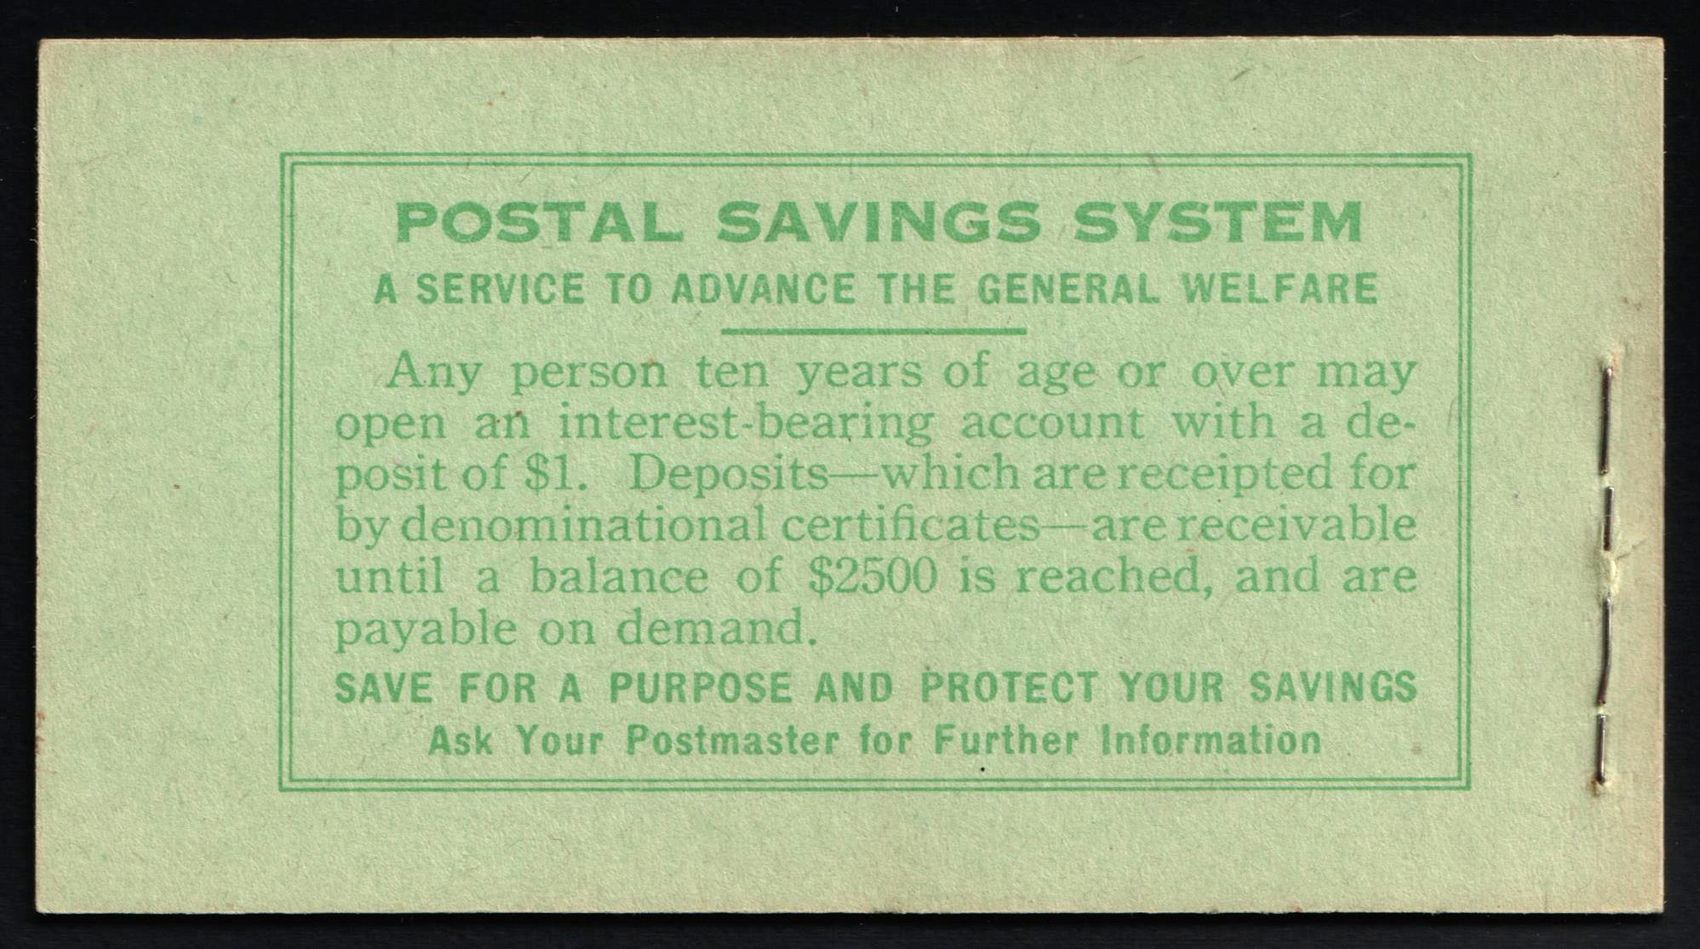 POSTAL SAVINGS SYSTEM
A SERVICE TO ADVANCE THE GENERAL WELFARE
Any person ten years of age or over may
open an interest-bearing account with a de-
posit of $1. Deposits—which are receipted for
by denominational certificates—are receivable
until a balance of $2500 is reached, and are
payable on demand.
SAVE FOR A PURPOSE AND PROTECT YOUR SAVINGS
Ask Your Postmaster for Further Information